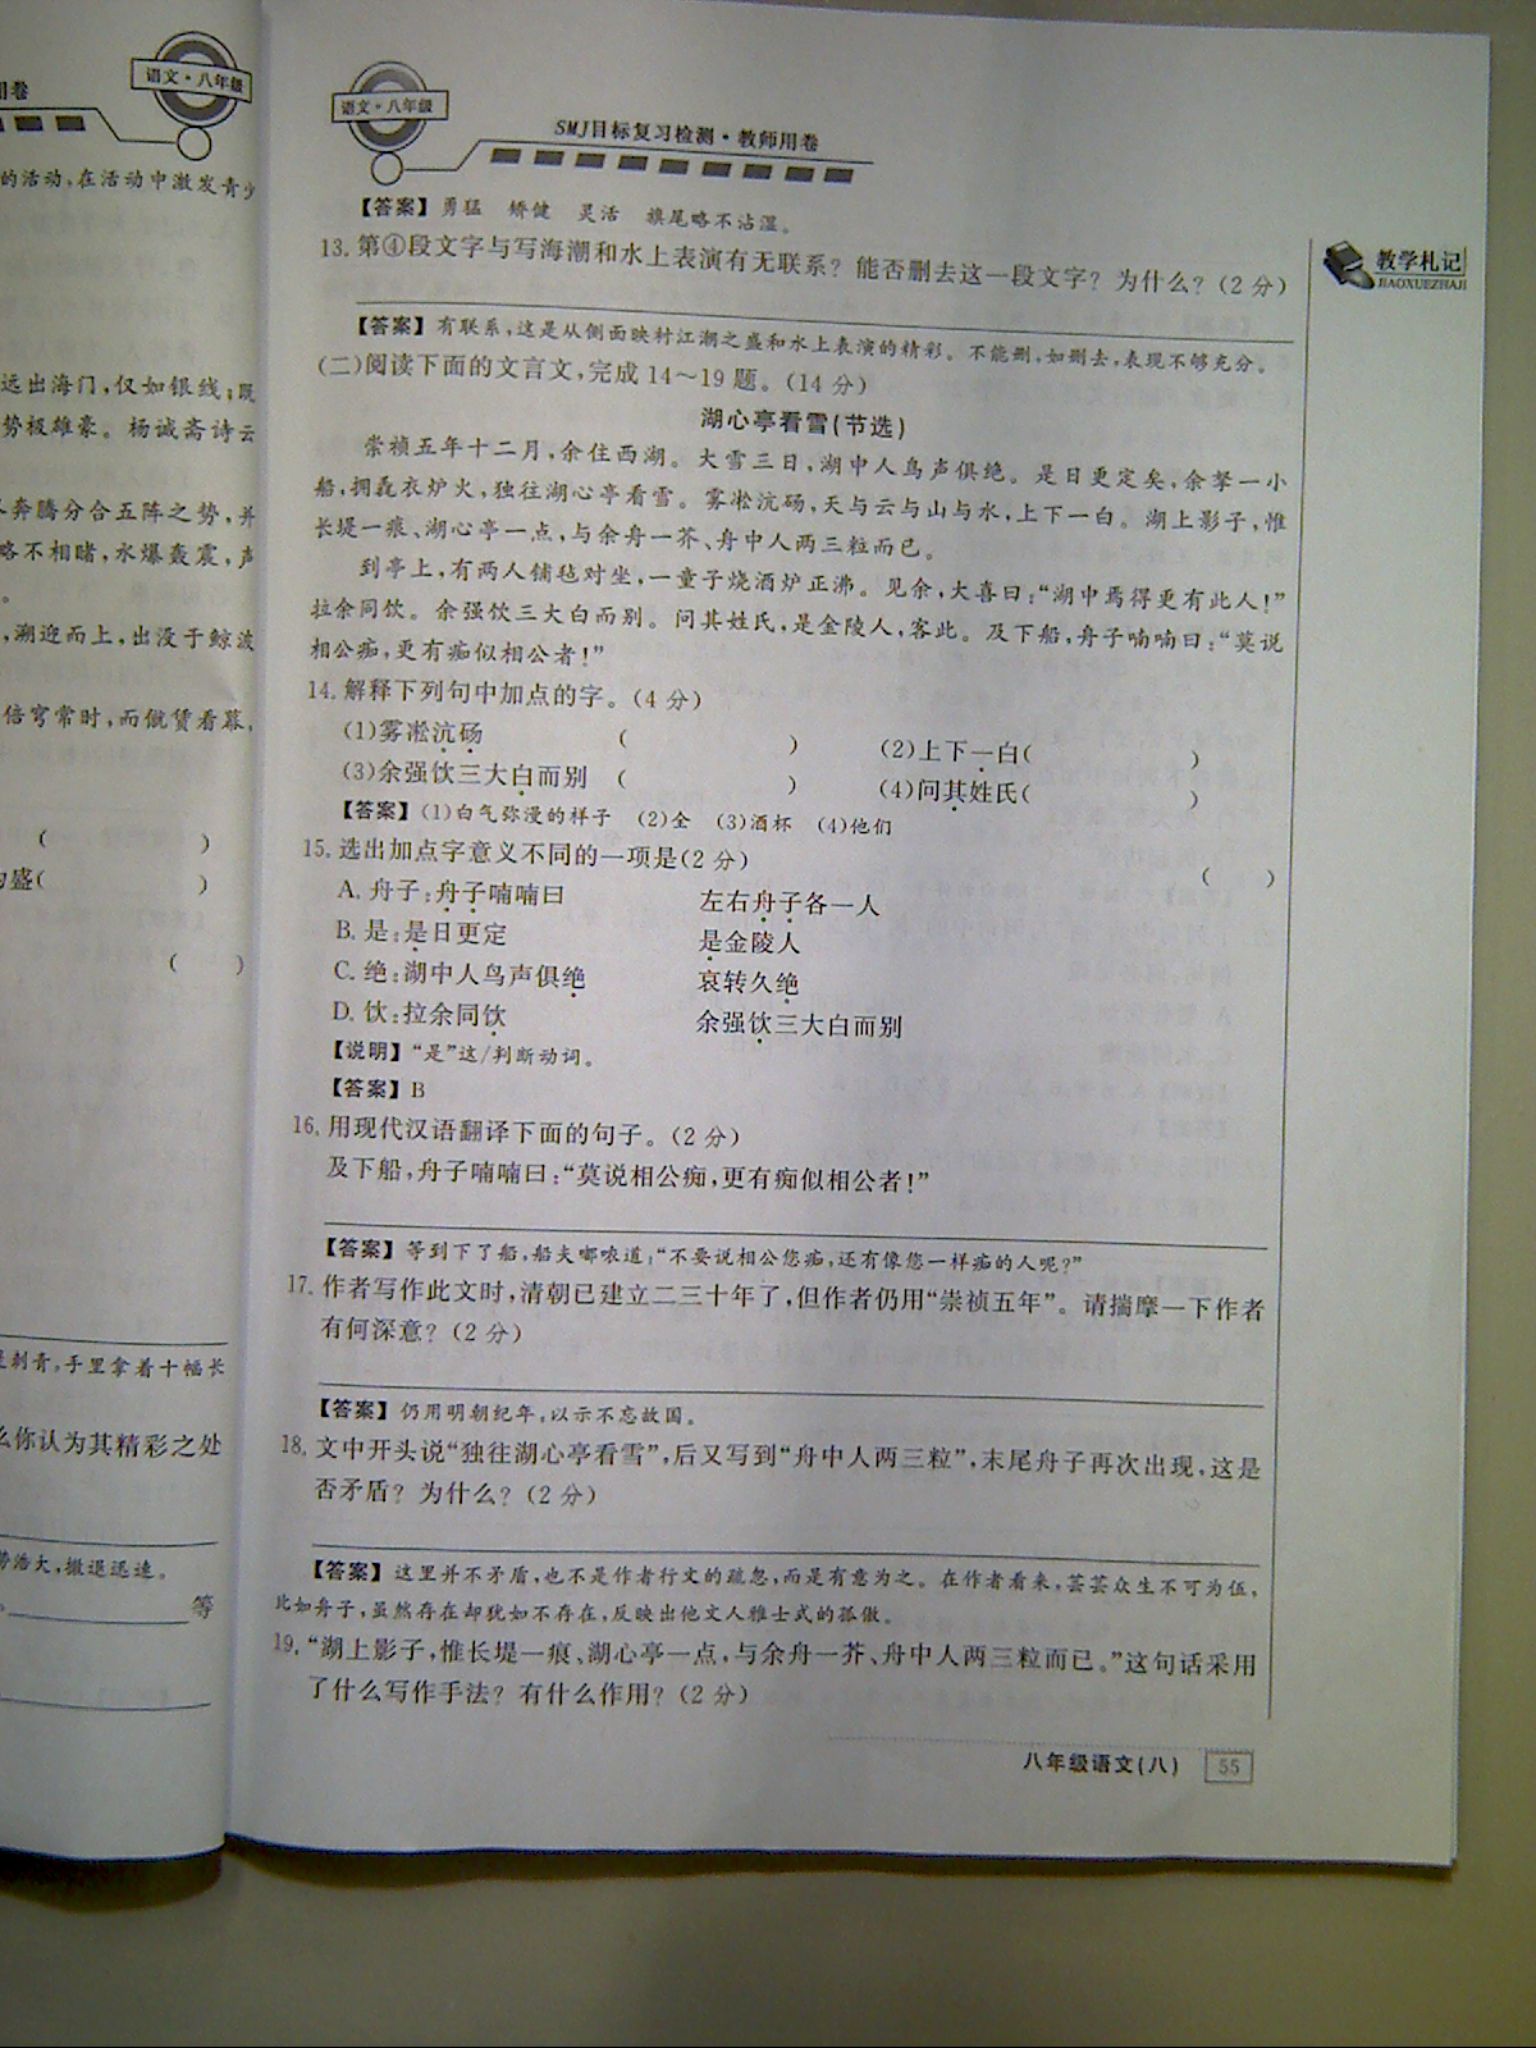 用卷
语文·八年级
的活动,在活动中激发青少
远出海门,仅如银线;既
势极雄豪。杨诚斋诗云
奔腾分合五阵之势,并
略不相睹,水爆轰震,声
。
,溯迎而上,出没于鲸波
倍穹常时,而僦赁看幕,
(　　　)
盛(　　　)
(　　)
刺青,手里拿着十幅长
么你认为其精彩之处
浩大,撤退迅速。
等
语文·八年级
SMJ目标复习检测·教师用卷
【答案】勇猛　矫健　灵活　旗尾略不沾湿。
13.第④段文字与写海潮和水上表演有无联系?能否删去这一段文字?为什么?(2分)
【答案】有联系,这是从侧面映衬江潮之盛和水上表演的精彩。不能删,如删去,表现不够充分。
(二)阅读下面的文言文,完成14～19题。(14分)
湖心亭看雪(节选)
崇祯五年十二月,余住西湖。大雪三日,湖中人鸟声俱绝。是日更定矣,余拏一小
船,拥毳衣炉火,独往湖心亭看雪。雾凇沆砀,天与云与山与水,上下一白。湖上影子,惟
长堤一痕、湖心亭一点,与余舟一芥、舟中人两三粒而已。
到亭上,有两人铺毡对坐,一童子烧酒炉正沸。见余,大喜曰:“湖中焉得更有此人!”
拉余同饮。余强饮三大白而别。问其姓氏,是金陵人,客此。及下船,舟子喃喃曰:“莫说
相公痴,更有痴似相公者!”
14.解释下列句中加点的字。(4分)
(1)雾凇沆砀　(　　　)　(2)上下一白(　　　)
(3)余强饮三大白而别　(　　　)　(4)问其姓氏(　　　)
【答案】(1)白气弥漫的样子　(2)全　(3)酒杯　(4)他们
15.选出加点字意义不同的一项是(2分)　(　　)
A.舟子:舟子喃喃曰　左右舟子各一人
B.是:是日更定　是金陵人
C.绝:湖中人鸟声俱绝　哀转久绝
D.饮:拉余同饮　余强饮三大白而别
【说明】“是”这/判断动词。
【答案】B
16.用现代汉语翻译下面的句子。(2分)
及下船,舟子喃喃曰:“莫说相公痴,更有痴似相公者!”
【答案】等到下了船,船夫嘟哝道:“不要说相公您痴,还有像您一样痴的人呢?”
17.作者写作此文时,清朝已建立二三十年了,但作者仍用“崇祯五年”。请揣摩一下作者
有何深意?(2分)
【答案】仍用明朝纪年,以示不忘故国。
18.文中开头说“独往湖心亭看雪”,后又写到“舟中人两三粒”,末尾舟子再次出现,这是
否矛盾?为什么?(2分)
【答案】这里并不矛盾,也不是作者行文的疏忽,而是有意为之。在作者看来,芸芸众生不可为伍,
比如舟子,虽然存在却犹如不存在,反映出他文人雅士式的孤傲。
19.“湖上影子,惟长堤一痕、湖心亭一点,与余舟一芥、舟中人两三粒而已。”这句话采用
了什么写作手法?有什么作用?(2分)
教学札记
JIAOXUEZHAJI
八年级语文(八)　55